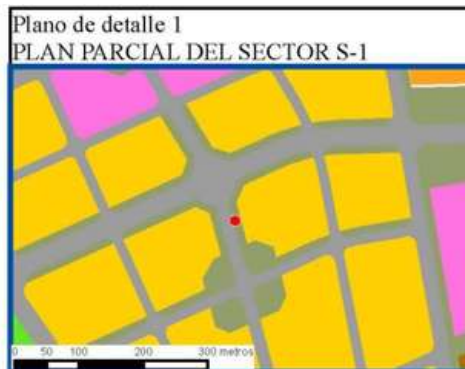 Plano de detalle 1
PLAN PARCIAL DEL SECTOR S-1
0 50 100 200 300 metros